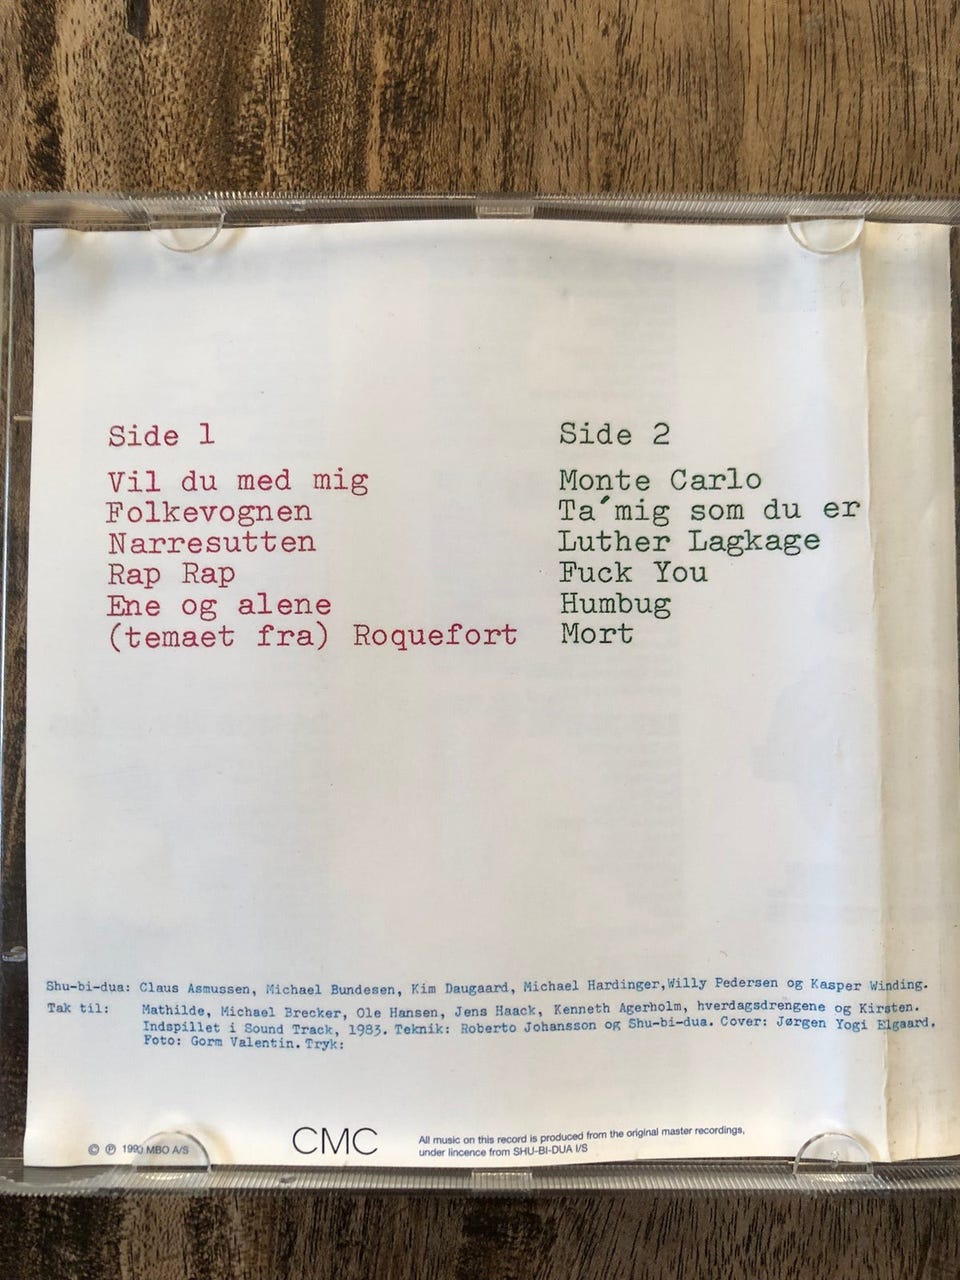 Side 1
Vil du med mig
Folkevognen
Narresutten
Rap Rap
Ene og alene
(temaet fra) Roquefort
Side 2
Monte Carlo
Ta´mig som du er
Luther Lagkage
Fuck You
Humbug
Mort
Shu-bi-dua: Claus Asmussen, Michael Bundesen, Kim Daugaard, Michael Hardinger,Willy Pedersen og Kasper Winding.
Tak til: Mathilde, Michael Brecker, Ole Hansen, Jens Haack, Kenneth Agerholm, hverdagsdrengene og Kirsten.
Indspillet i Sound Track, 1983. Teknik: Roberto Johansson og Shu-bi-dua. Cover: Jørgen Yogi Elgaard.
Foto: Gorm Valentin. Tryk:
© ℗ MBO A/S
CMC
All music on this record is produced from the original master recordings,
under lincence from SHU-BI-DUA I/S